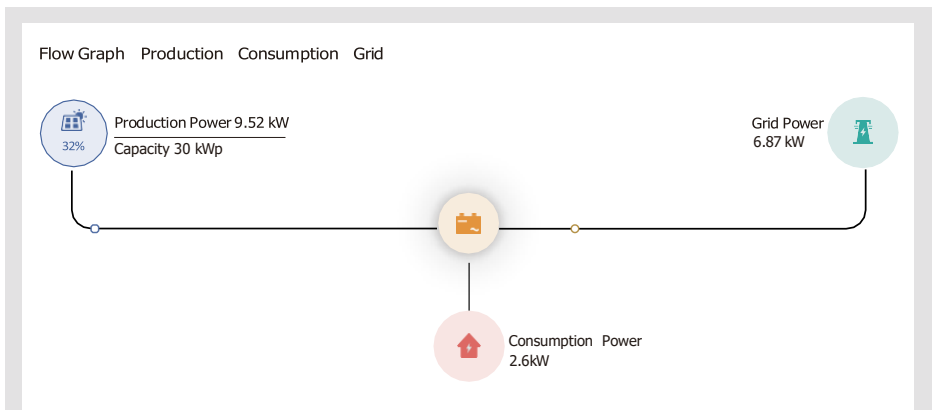 Flow Graph Production Consumption Grid
32%
Production Power 9.52 kW
Capacity 30 kWp
Grid Power
6.87 kW
Consumption Power
2.6kW